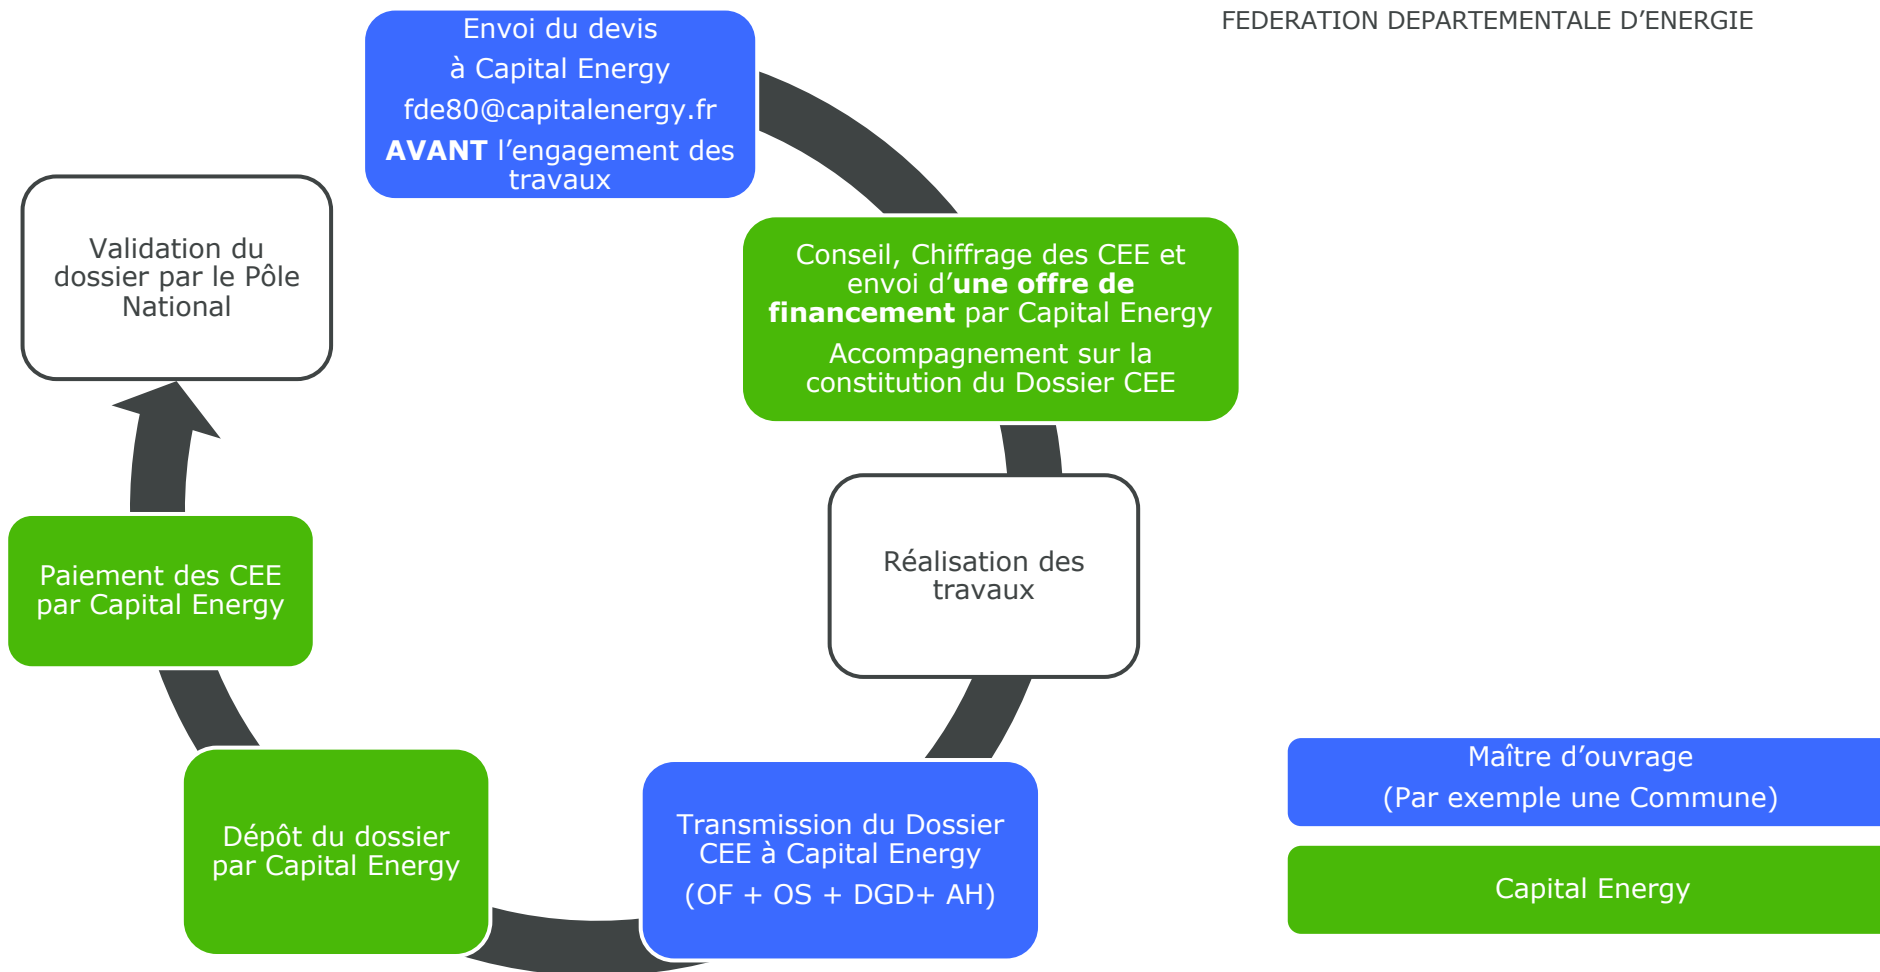 FEDERATION DEPARTEMENTALE D’ENERGIE
Envoi du devis
à Capital Energy
fde80@capitalenergy.fr
AVANT l’engagement des
travaux
Conseil, Chiffrage des CEE et
envoi d’une offre de
financement par Capital Energy
Accompagnement sur la
constitution du Dossier CEE
Réalisation des
travaux
Transmission du Dossier
CEE à Capital Energy
(OF + OS + DGD+ AH)
Dépôt du dossier
par Capital Energy
Paiement des CEE
par Capital Energy
Validation du
dossier par le Pôle
National
Maître d’ouvrage
(Par exemple une Commune)
Capital Energy